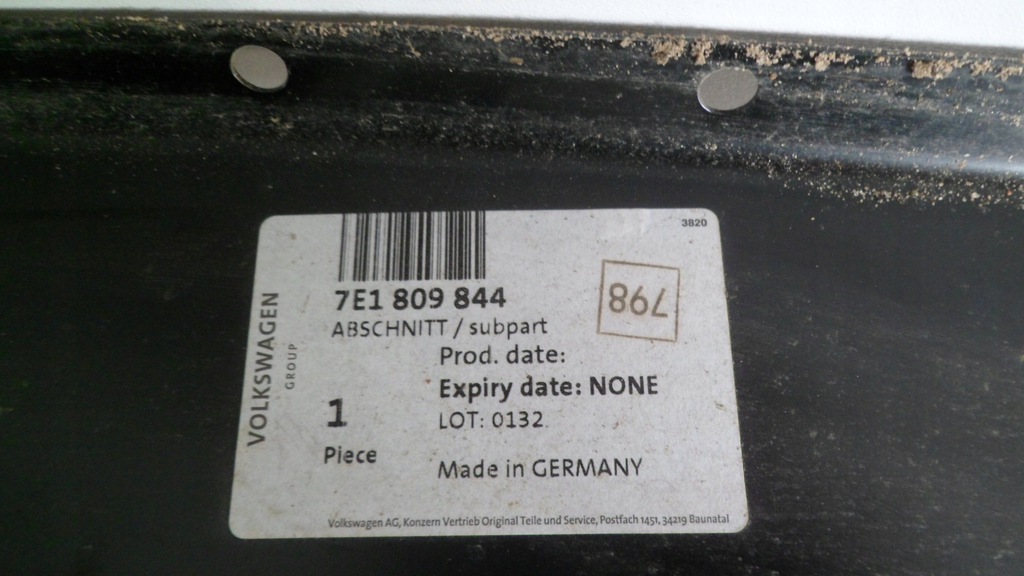 3820
7E1 809 844
ABSCHNITT / subpart
798
Prod. date:
Expiry date: NONE
LOT: 0132
1
Piece
Made in GERMANY
VOLKSWAGEN
GROUP
Volkswagen AG, Konzern Vertrieb Original Teile und Service, Postfach 1451, 34219 Baunatal